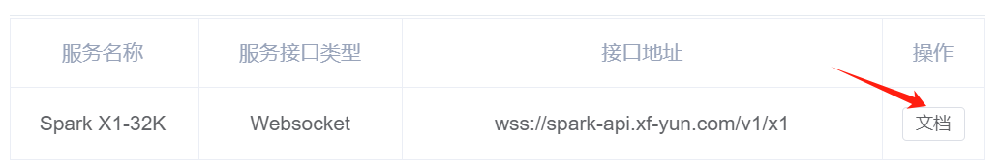 服务名称 服务接口类型 接口地址 操作
Spark X1-32K Websocket wss://spark-api.xf-yun.com/v1/x1 文档